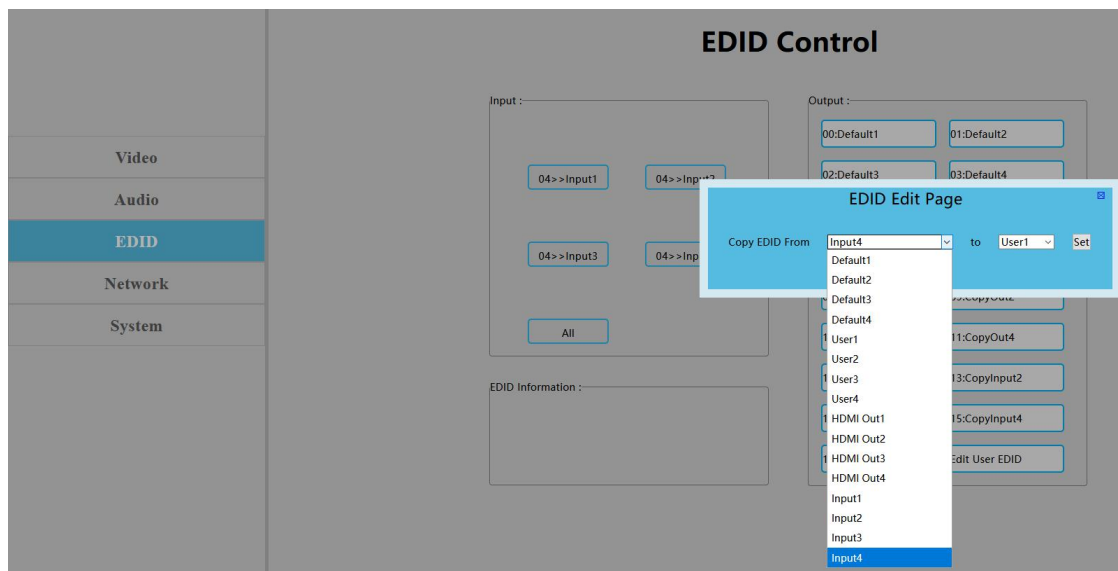 EDID Control
Video
Audio
EDID
Network
System
Input :
04>>Input1
04>>Input2
04>>Input3
All
EDID Information :
Output :
00:Default1
01:Default2
02:Default3
03:Default4
11:CopyOut4
13:CopyInput2
15:CopyInput4
Edit User EDID
EDID Edit Page
Copy EDID From
Input4
to
User1
Set
Default1
Default2
Default3
Default4
User1
User2
User3
User4
HDMI Out1
HDMI Out2
HDMI Out3
HDMI Out4
Input1
Input2
Input3
Input4